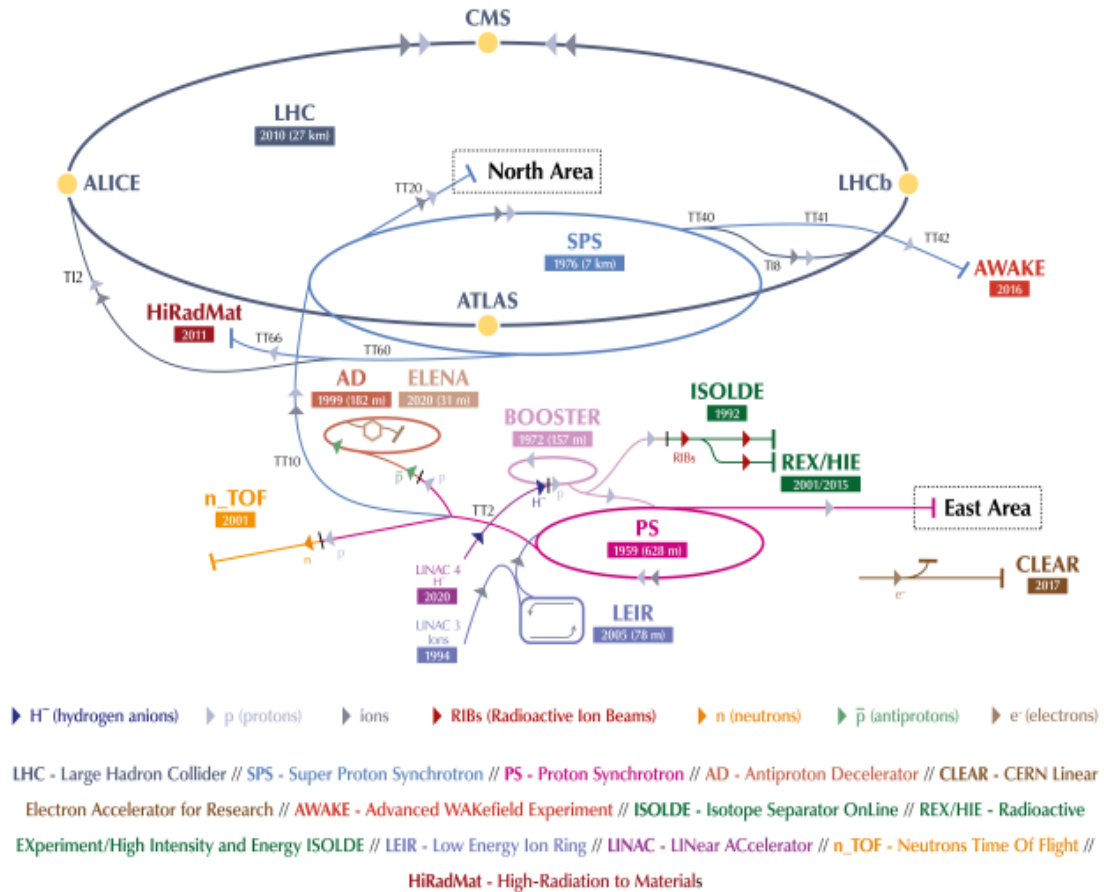 CMS
LHC
2010 (27 km)
North Area
ALICE
LHCb
TT20
TT40
TT41
SPS
1976 (7 km)
TT42
TI8
TI2
AWAKE
2016
ATLAS
HiRadMat
2011
TT66
TT60
AD
1999 (182 m)
ELENA
2020 (31 m)
ISOLDE
1992
BOOSTER
1972 (157 m)
RIBs
REX/HIE
2001/2015
TT10
p̅
p
H⁻
p
n_TOF
2001
TT2
East Area
PS
1959 (628 m)
n
p
LINAC 4
H⁻
2020
CLEAR
2017
e⁻
LEIR
2005 (78 m)
LINAC 3
Ions
1994
H⁻ (hydrogen anions)
p (protons)
ions
RIBs (Radioactive Ion Beams)
n (neutrons)
p̅ (antiprotons)
e⁻ (electrons)
LHC - Large Hadron Collider // SPS - Super Proton Synchrotron // PS - Proton Synchrotron // AD - Antiproton Decelerator // CLEAR - CERN Linear
Electron Accelerator for Research // AWAKE - Advanced WAKefield Experiment // ISOLDE - Isotope Separator OnLine // REX/HIE - Radioactive
EXperiment/High Intensity and Energy ISOLDE // LEIR - Low Energy Ion Ring // LINAC - LINear ACcelerator // n_TOF - Neutrons Time Of Flight //
HiRadMat - High-Radiation to Materials